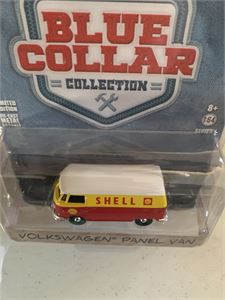 BLUE
COLLAR
COLLECTION
LIMITED
EDITION
DIE-CAST METAL
8+
1:64
SHELL
VOLKSWAGEN PANEL VAN